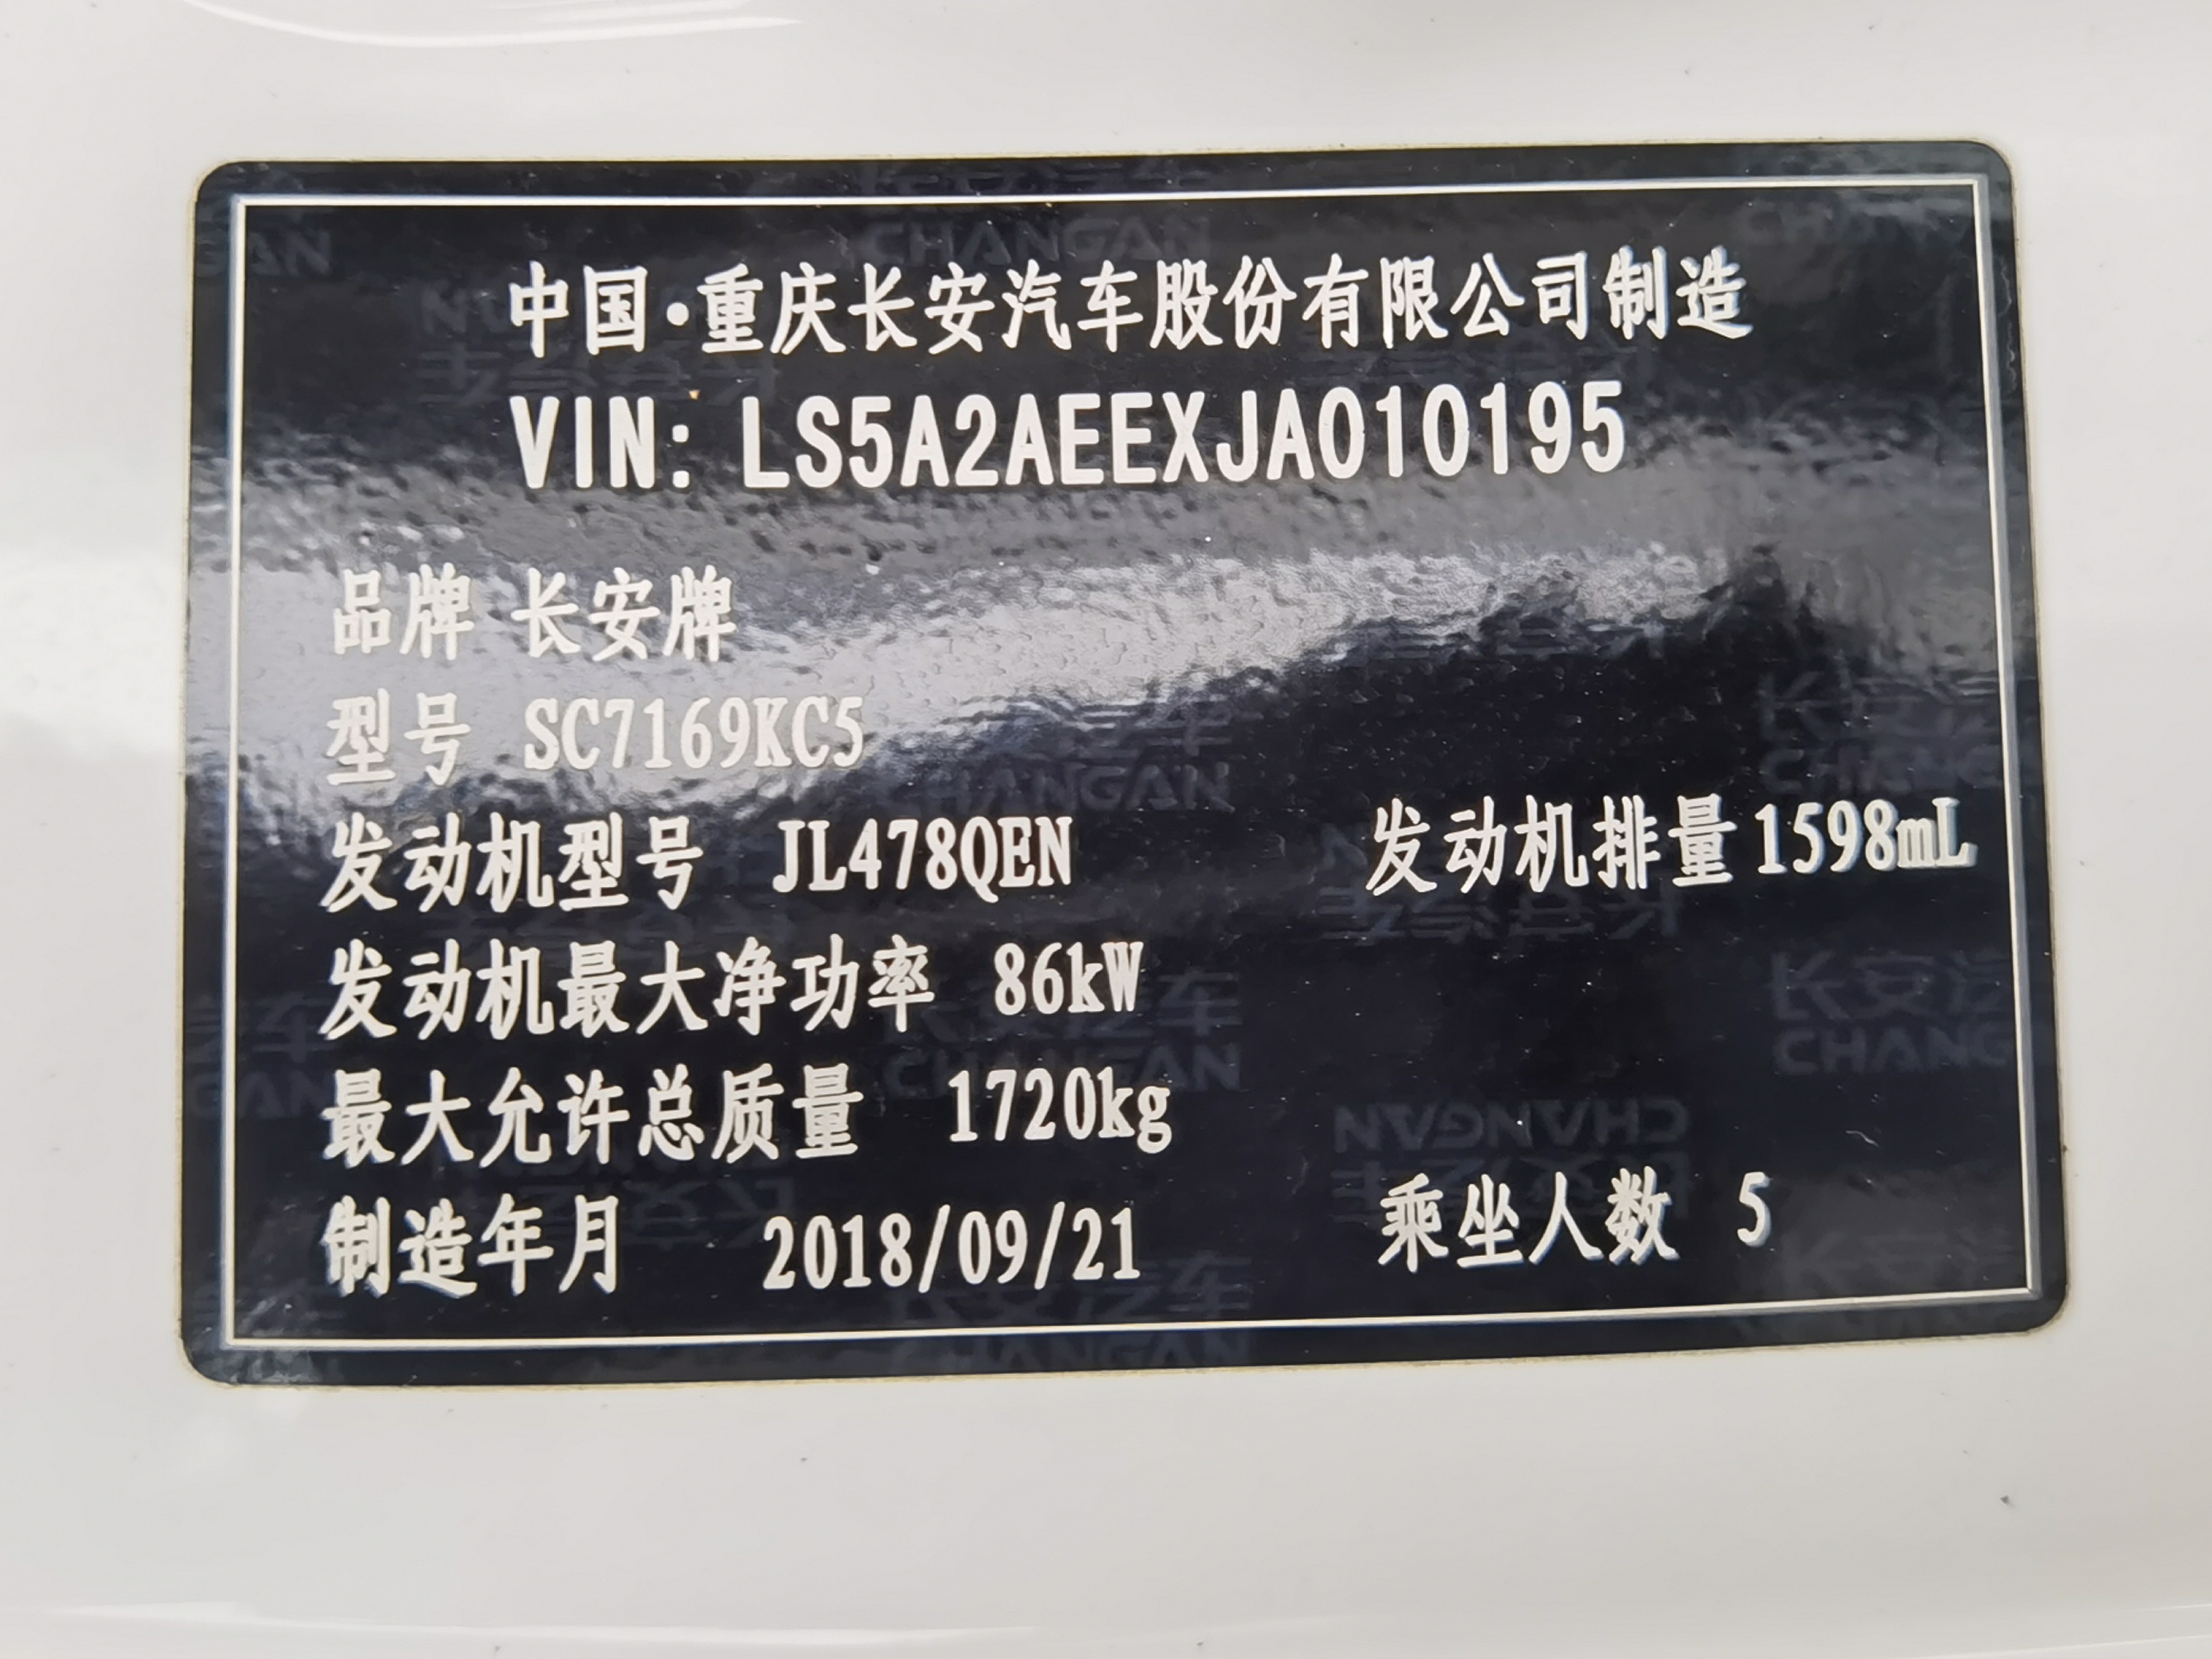 中国·重庆长安汽车股份有限公司制造
VIN: LS5A2AEEXJA010195
品牌 长安牌
型号 SC7169KC5
发动机型号 JL478QEN 发动机排量 1598mL
发动机最大净功率 86kW
最大允许总质量 1720kg
制造年月 2018/09/21 乘坐人数 5